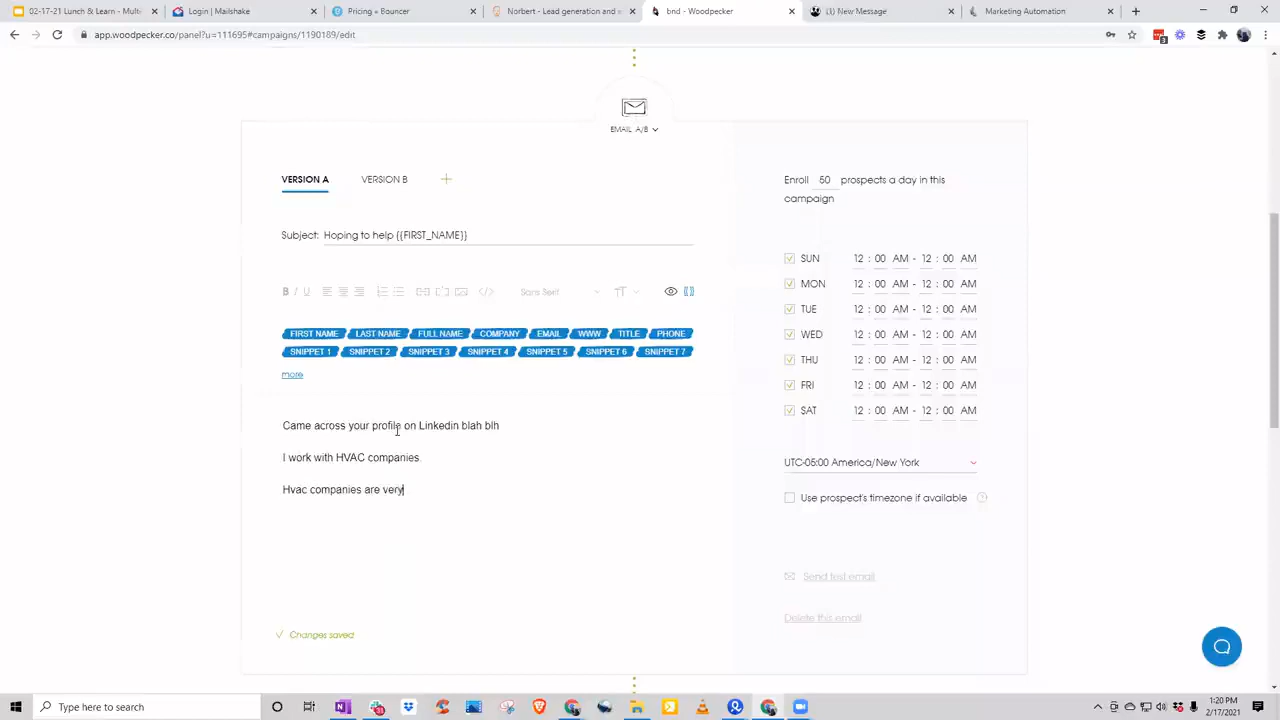 02-17-21 Lunch & Learn - Multi-
Login | Mailshake
Pricing – Bouncer
Norbert - Lead generation and s
bnd - Woodpecker
(1) New Message
Marketing Automation
app.woodpecker.co/panel?u=111695#campaigns/1190189/edit
3
EMAIL A/B
VERSION A
VERSION B
Enroll 50 prospects a day in this
campaign
Subject: Hoping to help {{FIRST_NAME}}
SUN 12 : 00 AM - 12 : 00 AM
MON 12 : 00 AM - 12 : 00 AM
B I U
Sans Serif
TUE 12 : 00 AM - 12 : 00 AM
FIRST NAME LAST NAME FULL NAME COMPANY EMAIL WWW TITLE PHONE
WED 12 : 00 AM - 12 : 00 AM
SNIPPET 1 SNIPPET 2 SNIPPET 3 SNIPPET 4 SNIPPET 5 SNIPPET 6 SNIPPET 7
THU 12 : 00 AM - 12 : 00 AM
more
FRI 12 : 00 AM - 12 : 00 AM
SAT 12 : 00 AM - 12 : 00 AM
Came across your profile on Linkedin blah blh
I work with HVAC companies.
UTC-05:00 America/New York
Hvac companies are very
Use prospect's timezone if available
Send test email
Delete this email
Changes saved
Type here to search
1:20 PM
2/17/2021